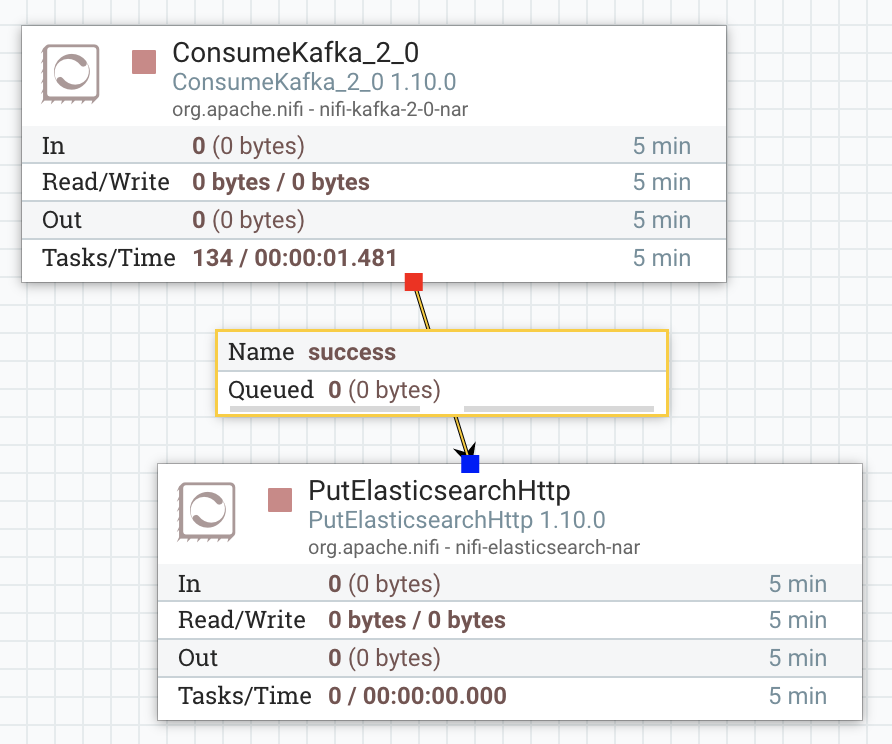 ConsumeKafka_2_0
ConsumeKafka_2_0 1.10.0
org.apache.nifi - nifi-kafka-2-0-nar
In 0 (0 bytes) 5 min
Read/Write 0 bytes / 0 bytes 5 min
Out 0 (0 bytes) 5 min
Tasks/Time 134 / 00:00:01.481 5 min
Name success
Queued 0 (0 bytes)
PutElasticsearchHttp
PutElasticsearchHttp 1.10.0
org.apache.nifi - nifi-elasticsearch-nar
In 0 (0 bytes) 5 min
Read/Write 0 bytes / 0 bytes 5 min
Out 0 (0 bytes) 5 min
Tasks/Time 0 / 00:00:00.000 5 min